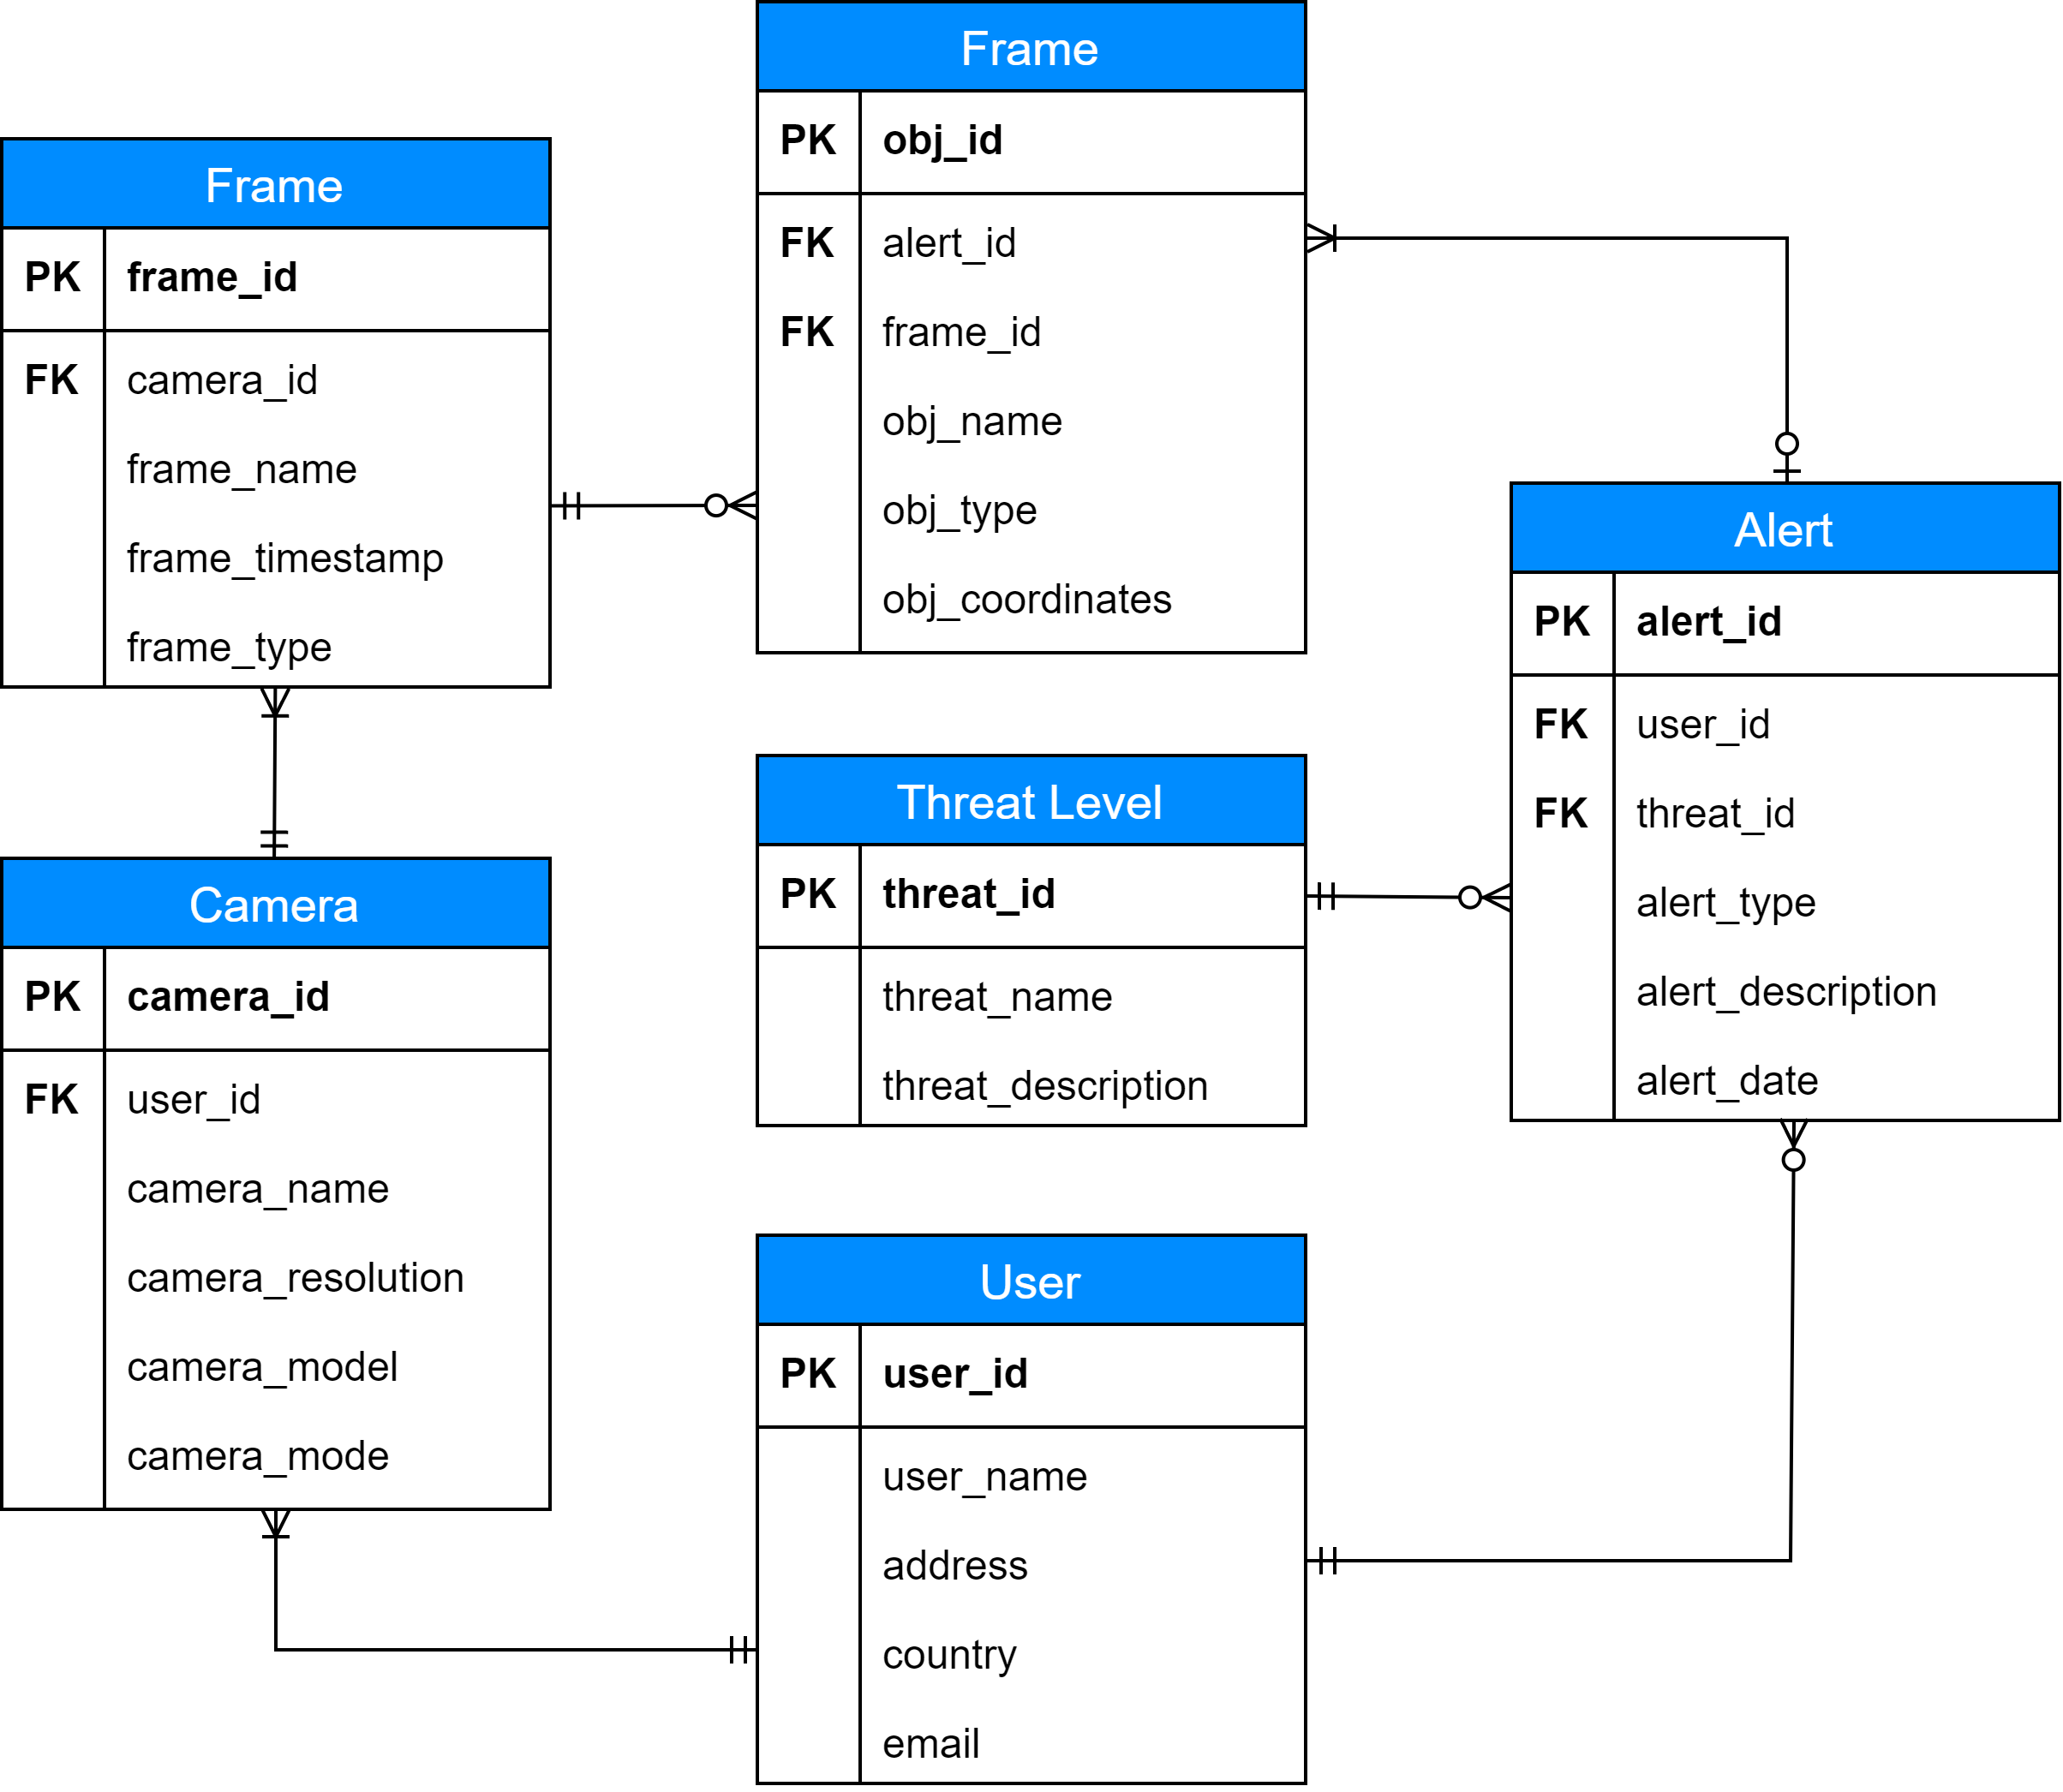 Frame
PK obj_id
FK alert_id
FK frame_id
obj_name
obj_type
obj_coordinates
Frame
PK frame_id
FK camera_id
frame_name
frame_timestamp
frame_type
Alert
PK alert_id
FK user_id
FK threat_id
alert_type
alert_description
alert_date
Threat Level
PK threat_id
threat_name
threat_description
Camera
PK camera_id
FK user_id
camera_name
camera_resolution
camera_model
camera_mode
User
PK user_id
user_name
address
country
email